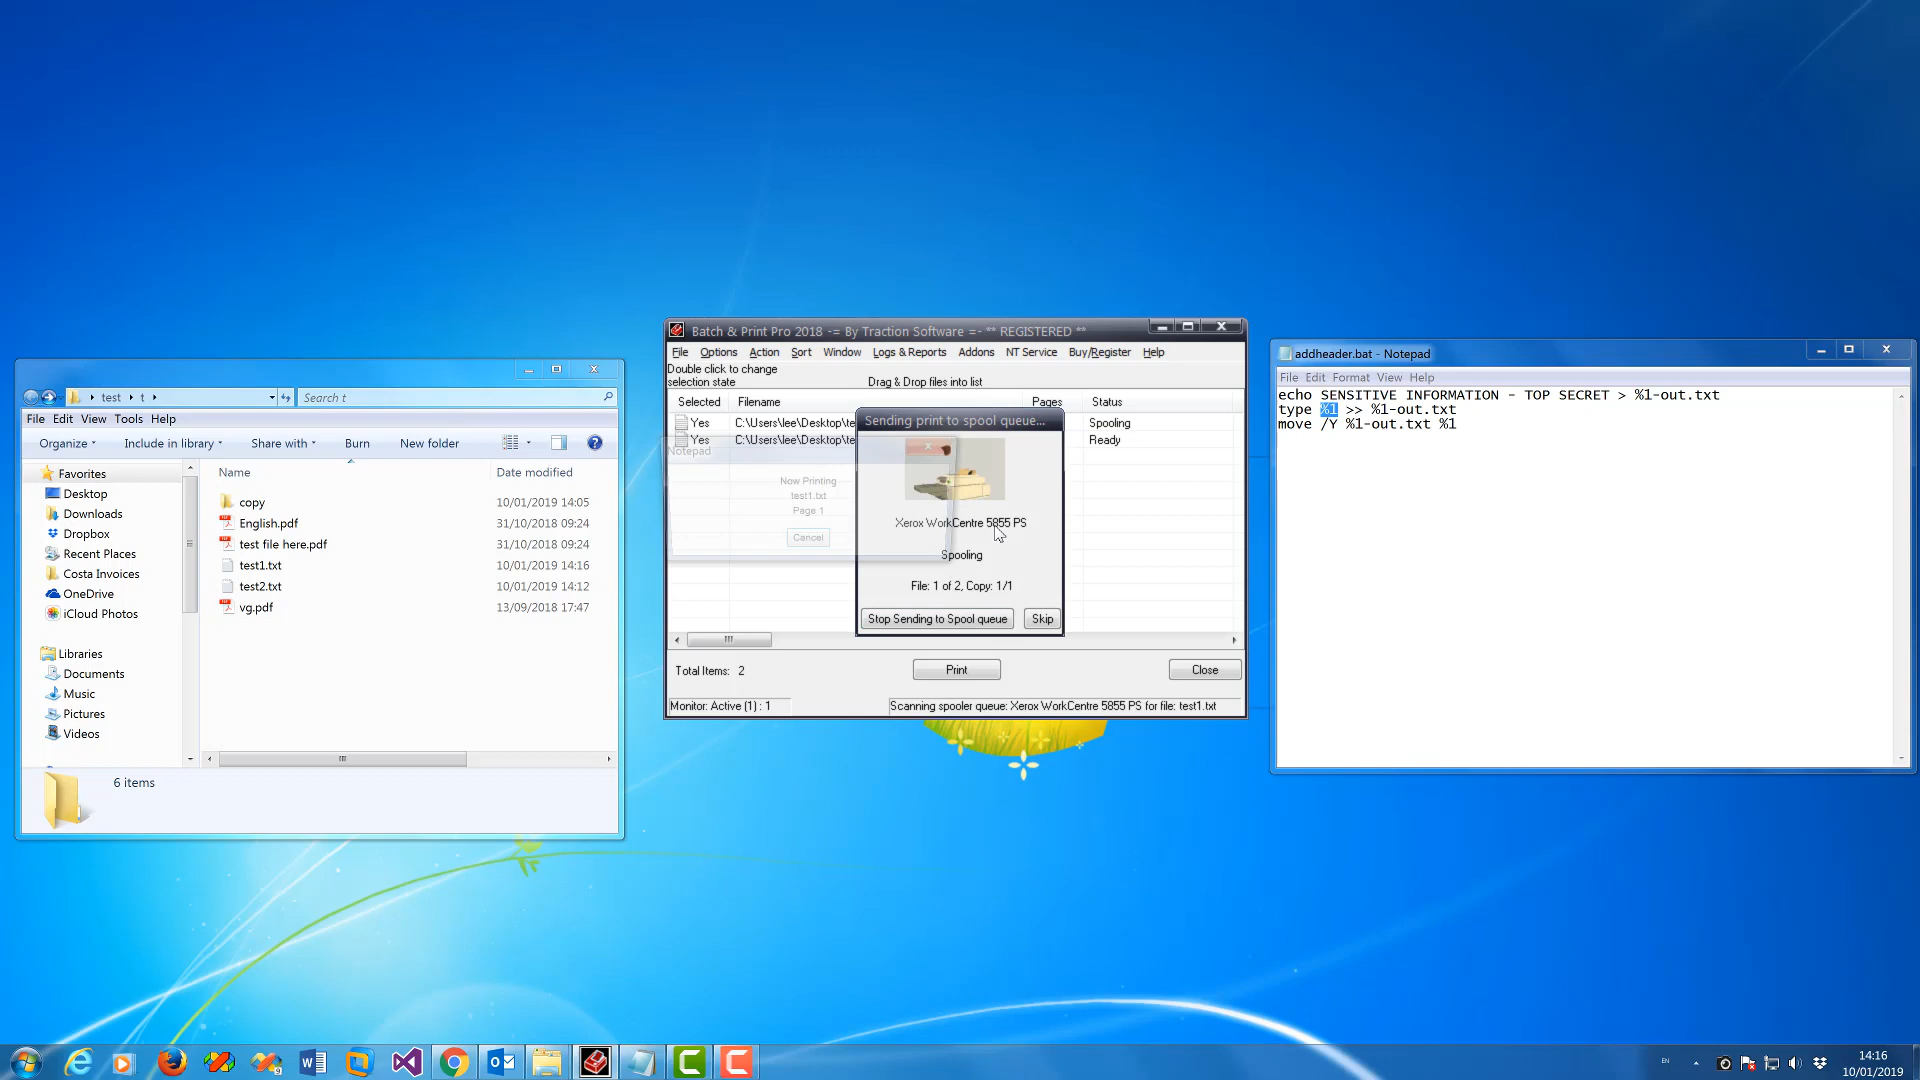 test
t
Search t
File Edit View Tools Help
Organize Include in library Share with Burn New folder
Name Date modified
Favorites
Desktop
Downloads
Dropbox
Recent Places
Costa Invoices
OneDrive
iCloud Photos
Libraries
Documents
Music
Pictures
Videos
copy 10/01/2019 14:05
English.pdf 31/10/2018 09:24
test file here.pdf 31/10/2018 09:24
test1.txt 10/01/2019 14:16
test2.txt 10/01/2019 14:12
vg.pdf 13/09/2018 17:47
6 items
Batch & Print Pro 2018 -= By Traction Software =- ** REGISTERED **
File Options Action Sort Window Logs & Reports Addons NT Service Buy/Register Help
Double click to change
selection state
Drag & Drop files into list
Selected Filename Pages Status
Yes C:\Users\lee\Desktop\te Spooling
Yes C:\Users\lee\Desktop\te Ready
Notepad
Now Printing
test1.txt
Page 1
Cancel
Sending print to spool queue...
Xerox WorkCentre 5855 PS
Spooling
File: 1 of 2, Copy: 1/1
Stop Sending to Spool queue Skip
Total Items: 2
Print
Close
Monitor: Active (1) : 1
Scanning spooler queue: Xerox WorkCentre 5855 PS for file: test1.txt
addheader.bat - Notepad
File Edit Format View Help
echo SENSITIVE INFORMATION - TOP SECRET > %1-out.txt
type %1 >> %1-out.txt
move /Y %1-out.txt %1
EN
14:16
10/01/2019